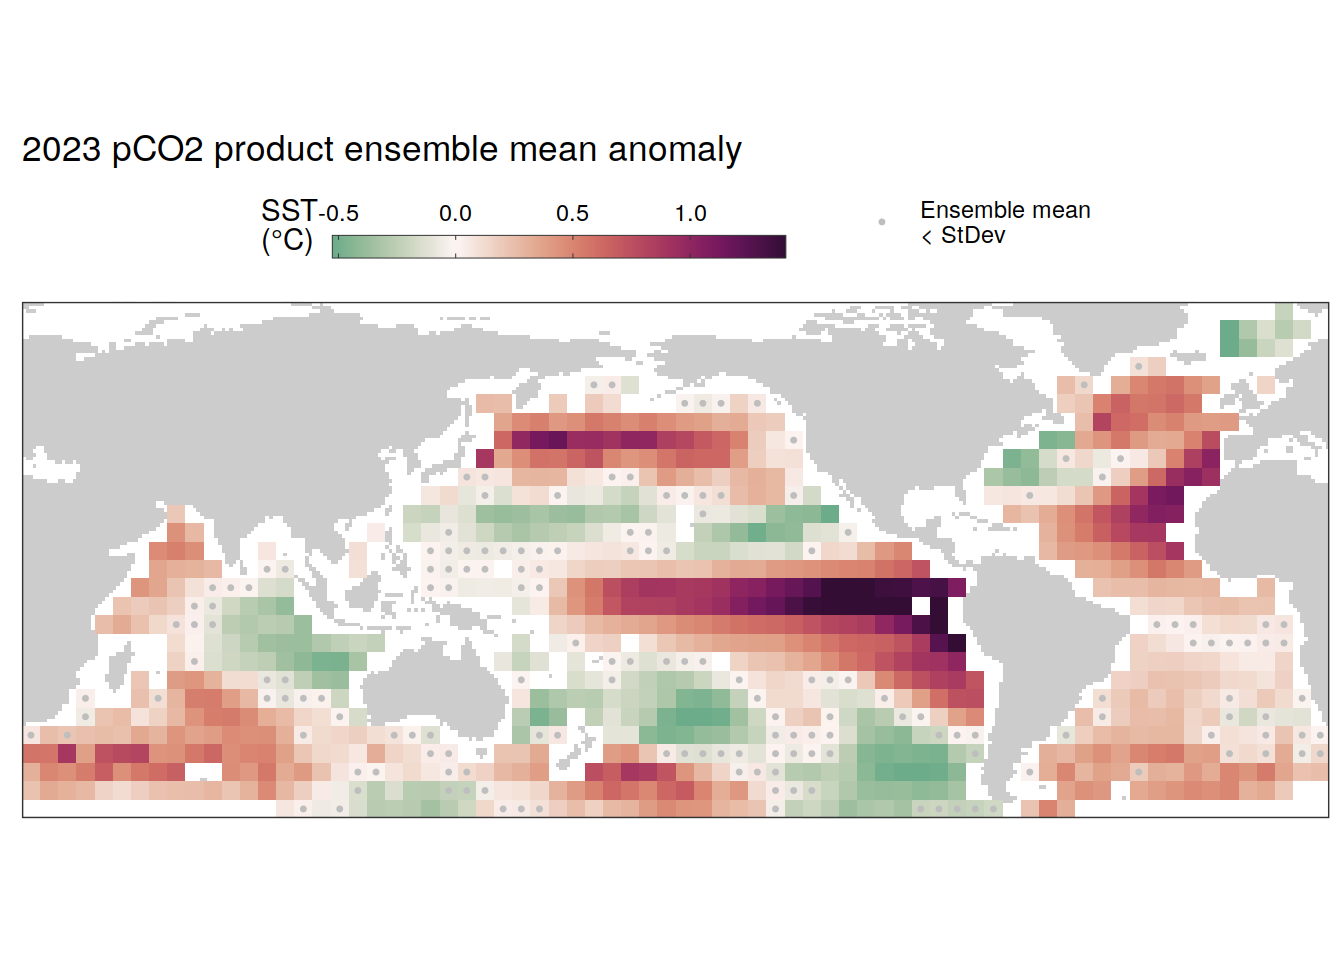 2023 pCO2 product ensemble mean anomaly
SST
(°C)
-0.5 0.0 0.5 1.0
Ensemble mean
< StDev